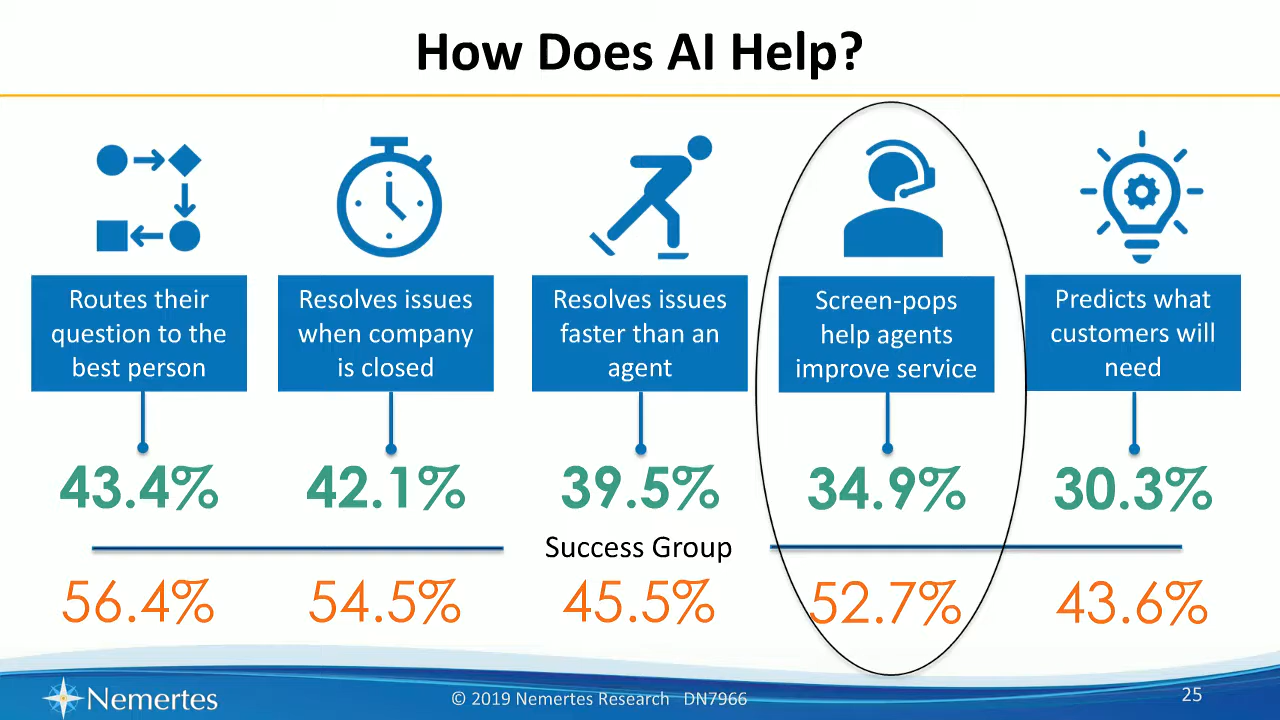 How Does AI Help?
Routes their
question to the
best person
Resolves issues
when company
is closed
Resolves issues
faster than an
agent
Screen-pops
help agents
improve service
Predicts what
customers will
need
43.4%
42.1%
39.5%
34.9%
30.3%
Success Group
56.4%
54.5%
45.5%
52.7%
43.6%
Nemertes
© 2019 Nemertes Research DN7966
25